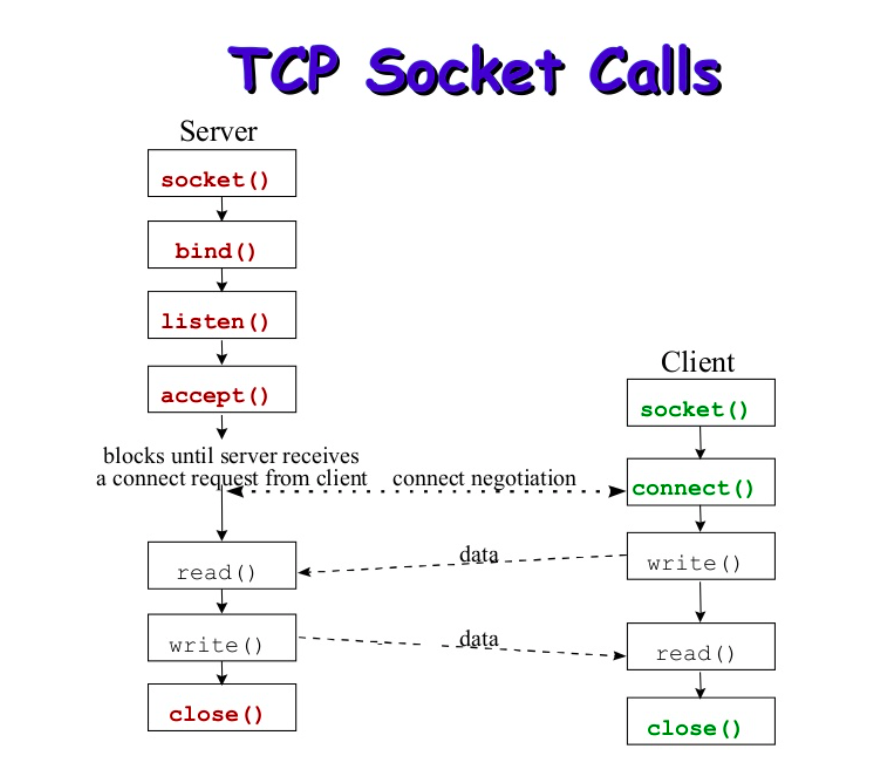 TCP Socket Calls
Server
socket()
bind()
listen()
accept()
blocks until server receives
a connect request from client
connect negotiation
Client
socket()
connect()
data
write()
read()
data
write()
read()
close()
close()